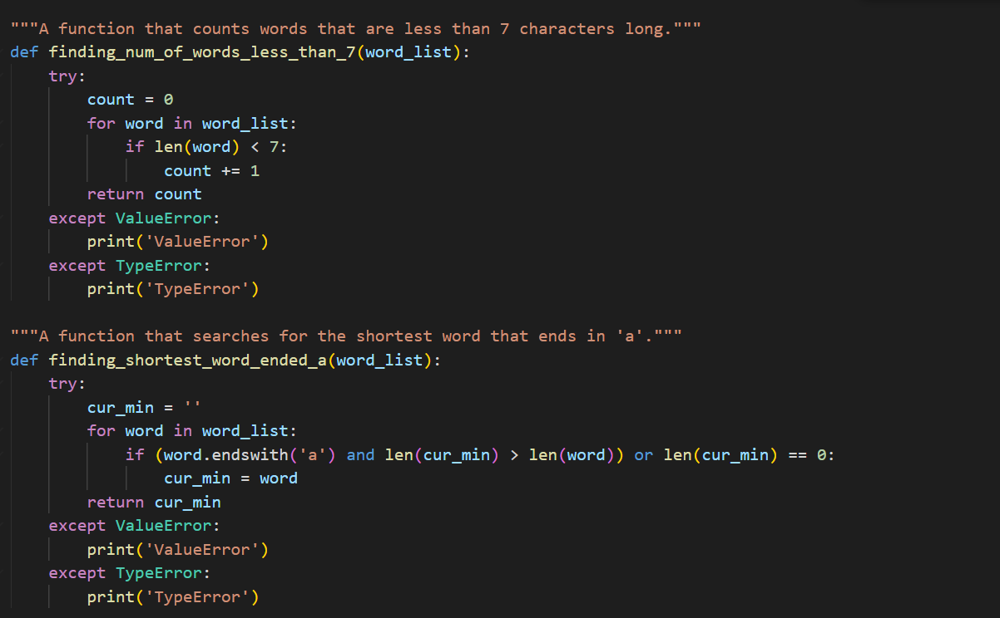 """A function that counts words that are less than 7 characters long."""
def finding_num_of_words_less_than_7(word_list):
    try:
        count = 0
        for word in word_list:
            if len(word) < 7:
                count += 1
        return count
    except ValueError:
        print('ValueError')
    except TypeError:
        print('TypeError')

"""A function that searches for the shortest word that ends in 'a'."""
def finding_shortest_word_ended_a(word_list):
    try:
        cur_min = ''
        for word in word_list:
            if (word.endswith('a') and len(cur_min) > len(word)) or len(cur_min) == 0:
                cur_min = word
        return cur_min
    except ValueError:
        print('ValueError')
    except TypeError:
        print('TypeError')